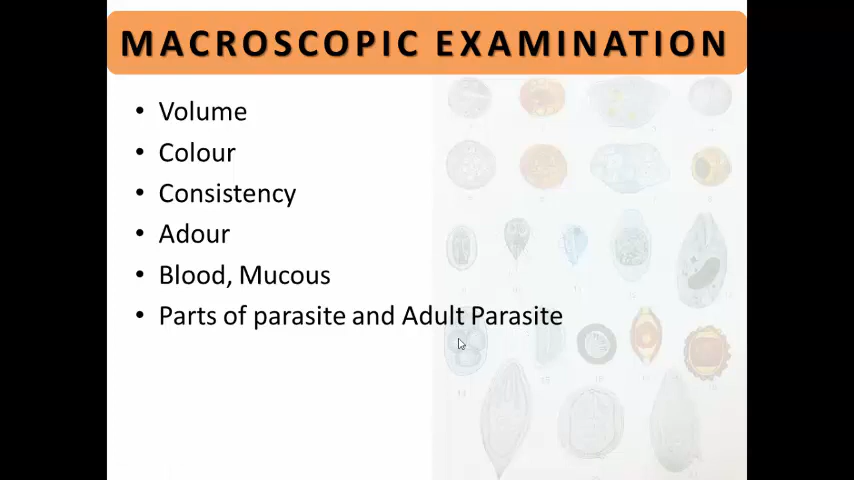 MACROSCOPIC EXAMINATION
• Volume
• Colour
• Consistency
• Adour
• Blood, Mucous
• Parts of parasite and Adult Parasite